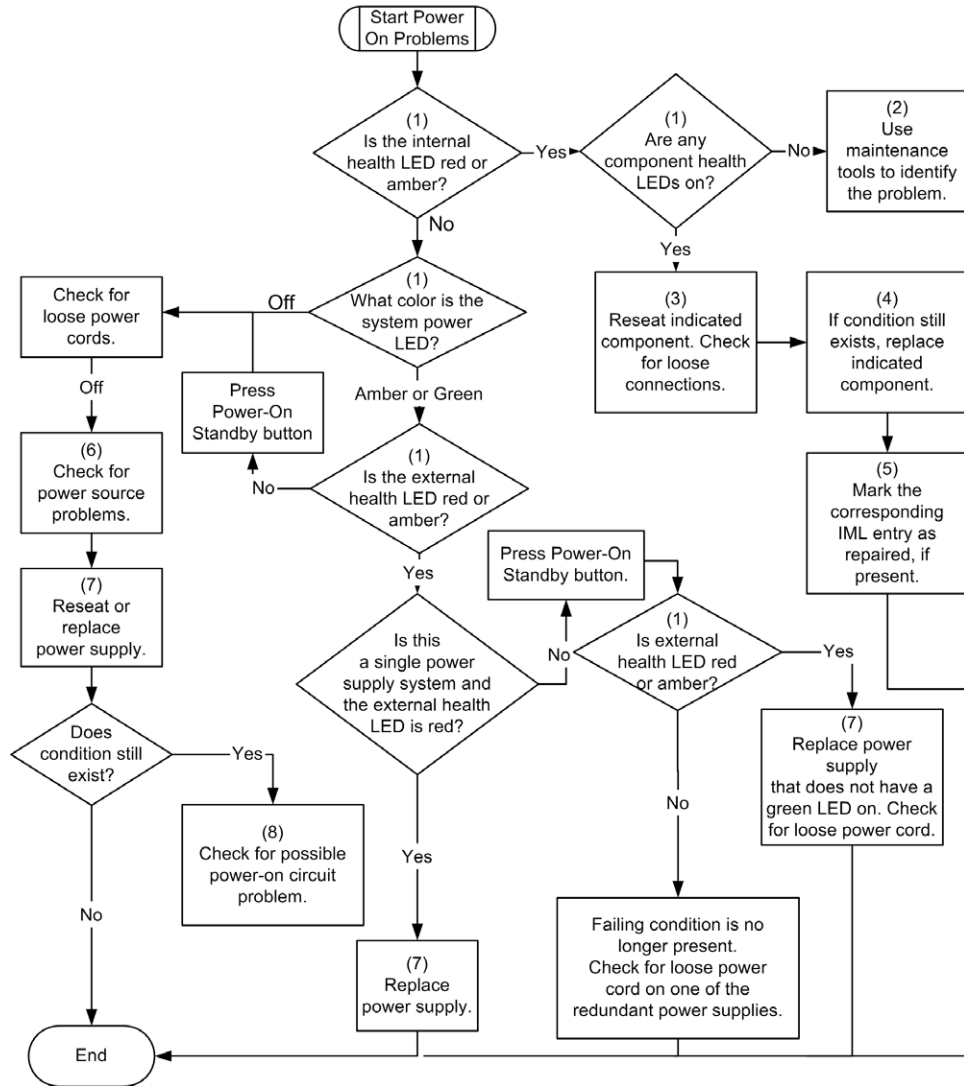 Start Power
On Problems
(1)
Is the internal
health LED red or
amber?
Yes
(1)
Are any
component health
LEDs on?
No
(2)
Use
maintenance
tools to identify
the problem.
No
Yes
Check for
loose power
cords.
Off
(1)
What color is the
system power
LED?
(3)
Reseat indicated
component. Check
for loose
connections.
(4)
If condition still
exists, replace
indicated
component.
Off
Press
Power-On
Standby button
Amber or Green
(6)
Check for
power source
problems.
No
(1)
Is the external
health LED red or
amber?
(5)
Mark the
corresponding
IML entry as
repaired, if
present.
Yes
Press Power-On
Standby button.
(7)
Reseat or
replace
power supply.
Is this
a single power
supply system and
the external health
LED is red?
No
(1)
Is external
health LED red
or amber?
Yes
Does
condition still
exist?
Yes
(7)
Replace power
supply
that does not have a
green LED on. Check
for loose power cord.
No
(8)
Check for possible
power-on circuit
problem.
Yes
No
Failing condition is no
longer present.
Check for loose power
cord on one of the
redundant power supplies.
(7)
Replace
power supply.
End